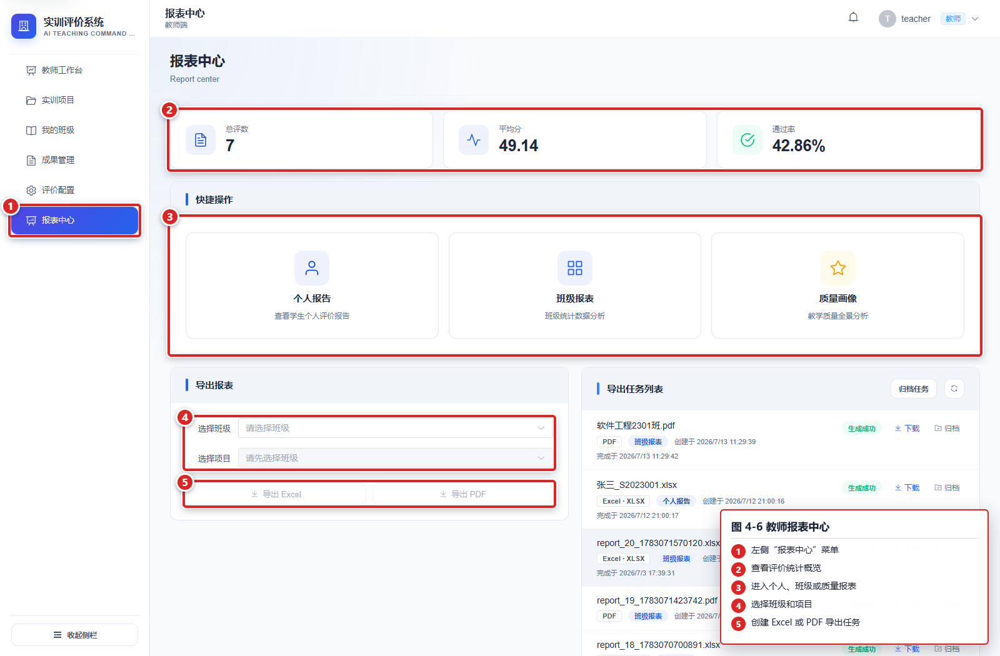 实训评价系统
AI TEACHING COMMAND ...
教师工作台
实训项目
我的班级
成果管理
评价配置
1
报表中心
收起侧栏
报表中心
教师端
T teacher 教师
报表中心
Report center
2
总评数
7
平均分
49.14
通过率
42.86%
快捷操作
3
个人报告
查看学生个人评价报告
班级报表
班级统计数据分析
质量画像
教学质量全景分析
导出报表
4
选择班级 请选择班级
选择项目 请先选择班级
5
导出 Excel 导出 PDF
导出任务列表 归档任务
软件工程2301班.pdf 生成成功 下载 归档
PDF 班级报表 创建于 2026/7/13 11:29:39
完成于 2026/7/13 11:29:42
张三_S2023001.xlsx 生成成功 下载 归档
Excel · XLSX 个人报告 创建于 2026/7/12 21:00:16
完成于 2026/7/12 21:00:17
report_20_1783071570120.xlsx
Excel · XLSX 班级报表 创建于
完成于 2026/7/3 17:39:31
report_19_1783071423742.pdf
PDF 班级报表 创建于 2026/7/
report_18_1783070700891.xlsx 生成成功 下载 归档
图 4-6 教师报表中心
1 左侧“报表中心”菜单
2 查看评价统计概览
3 进入个人、班级或质量报表
4 选择班级和项目
5 创建 Excel 或 PDF 导出任务